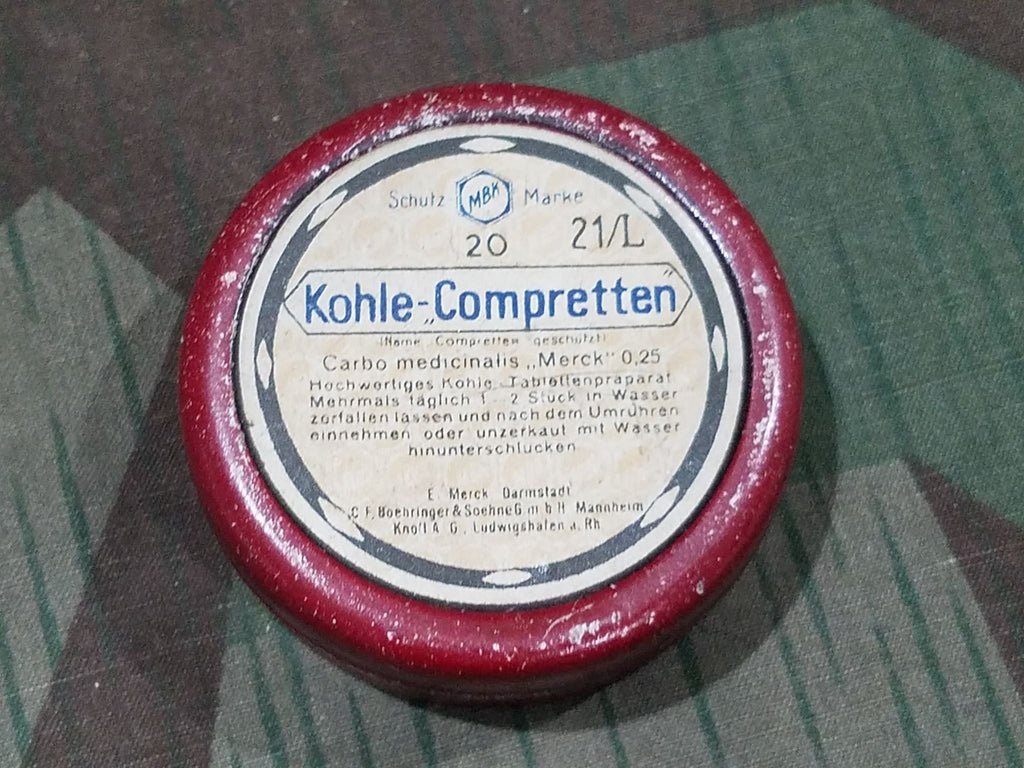 Schutz MBK Marke
20 21/L
Kohle-„Compretten"
(Name „Compretten" geschützt)
Carbo medicinalis „Merck" 0,25
Hochwertiges Kohle-Tablettenpräparat
Mehrmals täglich 1-2 Stück in Wasser
zerfallen lassen und nach dem Umrühren
einnehmen oder unzerkaut mit Wasser
hinunterschlucken
E. Merck Darmstadt
C.F. Boehringer & Soehne G.m.b.H. Mannheim
Knoll A.G., Ludwigshafen a. Rh.